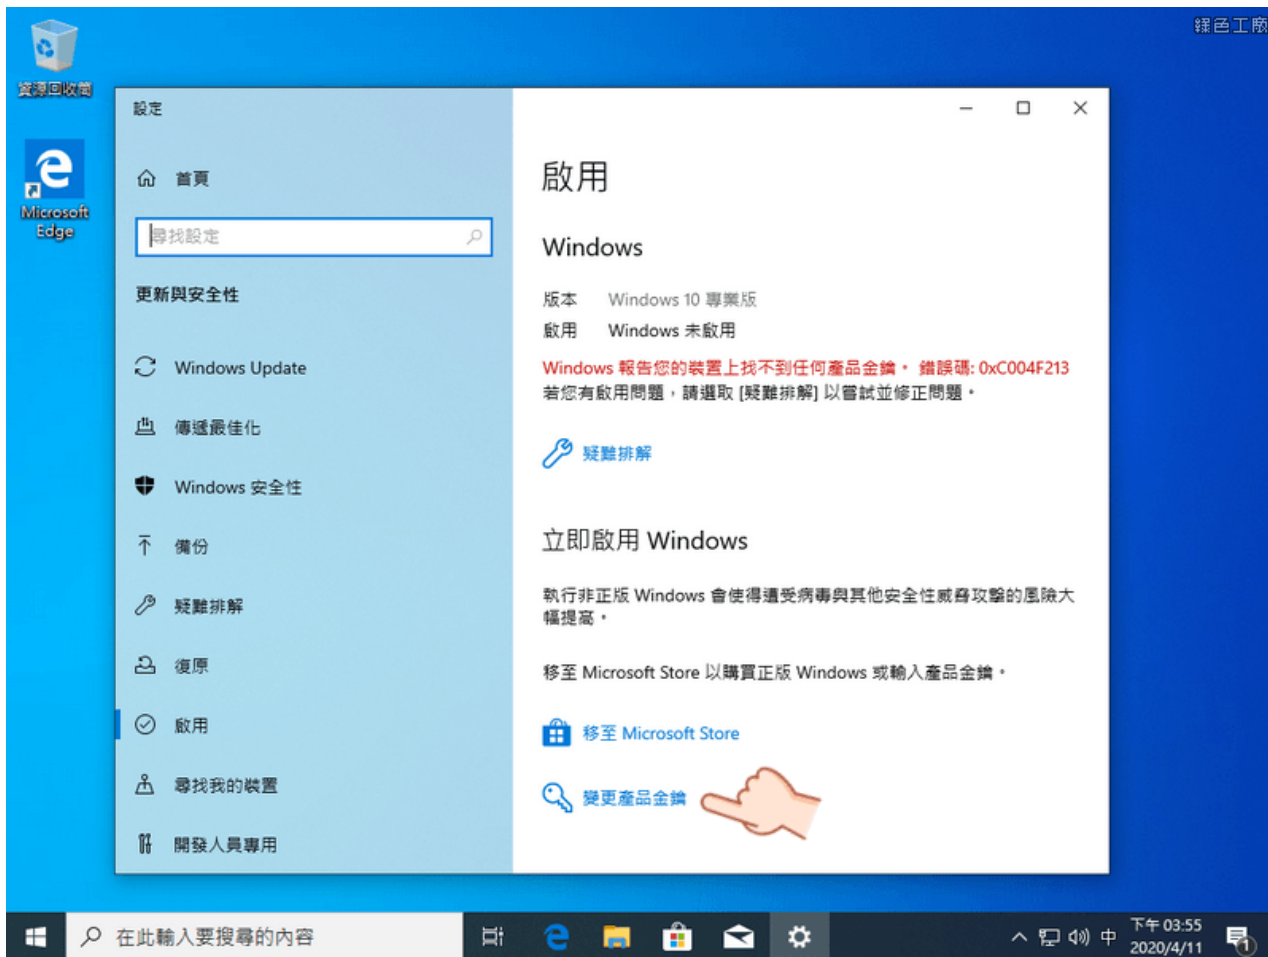 綠色工廠
資源回收筒
Microsoft
Edge
設定
首頁
尋找設定
更新與安全性
Windows Update
傳遞最佳化
Windows 安全性
備份
疑難排解
復原
啟用
尋找我的裝置
開發人員專用
啟用
Windows
版本 Windows 10 專業版
啟用 Windows 未啟用
Windows 報告您的裝置上找不到任何產品金鑰。 錯誤碼: 0xC004F213
若您有啟用問題，請選取 [疑難排解] 以嘗試並修正問題。
疑難排解
立即啟用 Windows
執行非正版 Windows 會使得遭受病毒與其他安全性威脅攻擊的風險大
幅提高。
移至 Microsoft Store 以購買正版 Windows 或輸入產品金鑰。
移至 Microsoft Store
變更產品金鑰
在此輸入要搜尋的內容
中
下午 03:55
2020/4/11
1